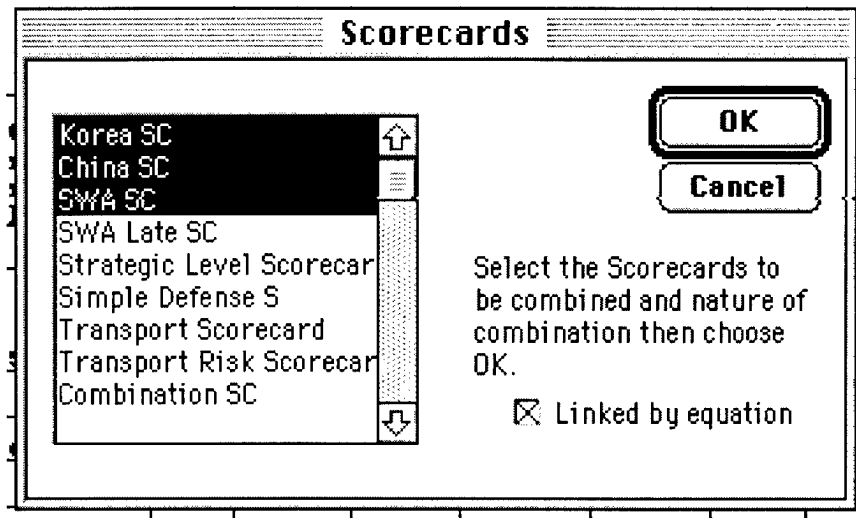 Scorecards
Korea SC
China SC
SWA SC
SWA Late SC
Strategic Level Scorecar
Simple Defense S
Transport Scorecard
Transport Risk Scorecar
Combination SC
OK
Cancel
Select the Scorecards to
be combined and nature of
combination then choose
OK.
Linked by equation